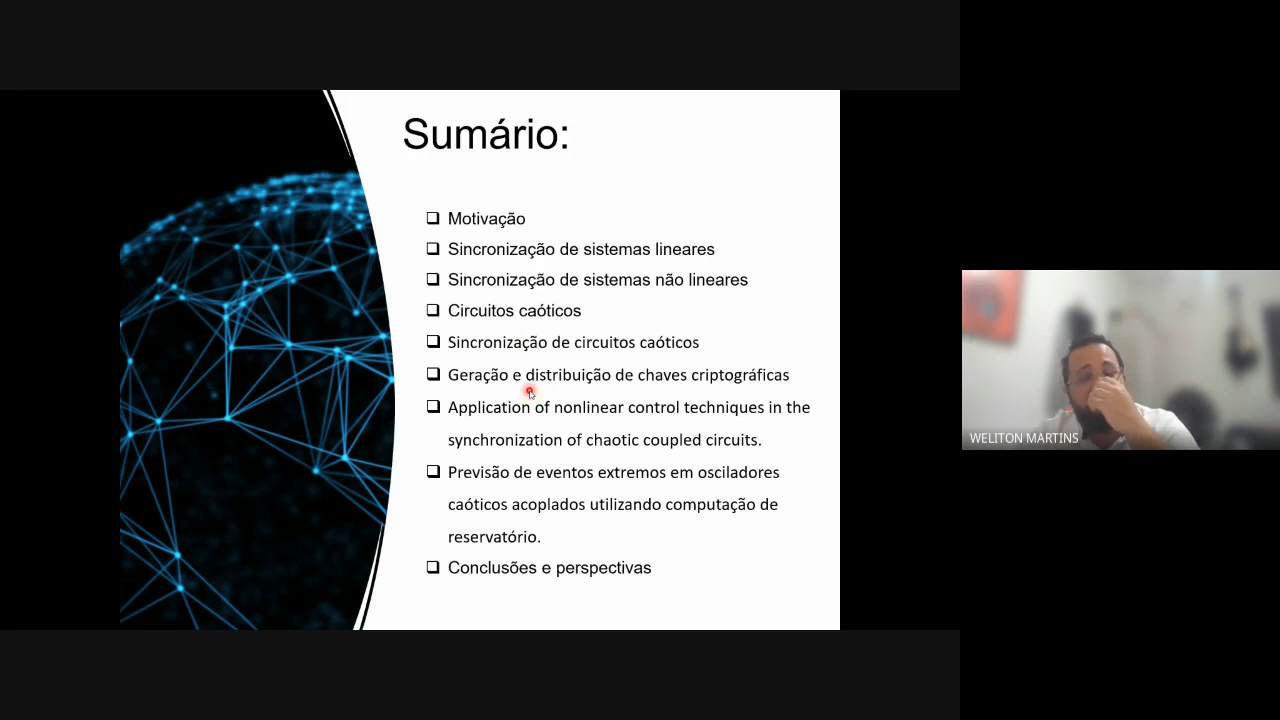 Sumário:
Motivação
Sincronização de sistemas lineares
Sincronização de sistemas não lineares
Circuitos caóticos
Sincronização de circuitos caóticos
Geração e distribuição de chaves criptográficas
Application of nonlinear control techniques in the
synchronization of chaotic coupled circuits.
Previsão de eventos extremos em osciladores
caóticos acoplados utilizando computação de
reservatório.
Conclusões e perspectivas
WELITON MARTINS